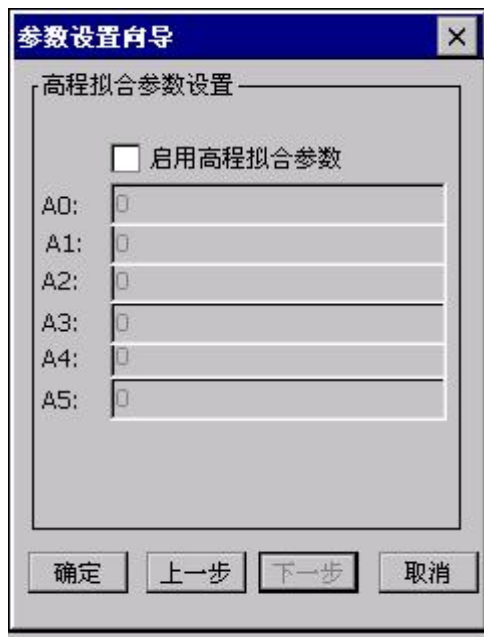 参数设置向导
高程拟合参数设置
启用高程拟合参数
A0: 0
A1: 0
A2: 0
A3: 0
A4: 0
A5: 0
确定 上一步 下一步 取消